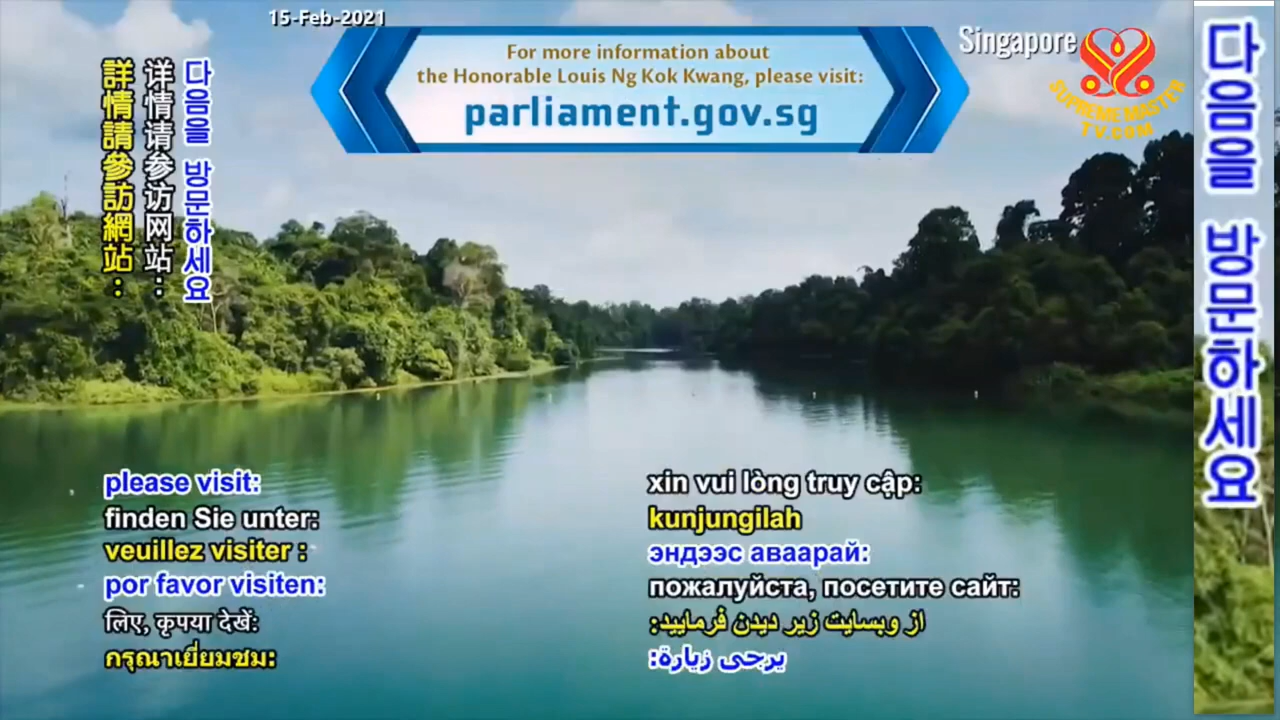 15-Feb-2021
For more information about
the Honorable Louis Ng Kok Kwang, please visit:
parliament.gov.sg
Singapore
SUPREME MASTER
TV.COM
다음을 방문하세요
详情请参访网站：
詳情請參訪網站：
please visit:
finden Sie unter:
veuillez visiter :
por favor visiten:
लिए, कृपया देखें:
กรุณาเยี่ยมชม:
xin vui lòng truy cập:
kunjungilah
эндээс аваарай:
пожалуйста, посетите сайт:
از وبسایت زیر دیدن فرمایید:
يرجى زيارة:
다음을 방문하세요